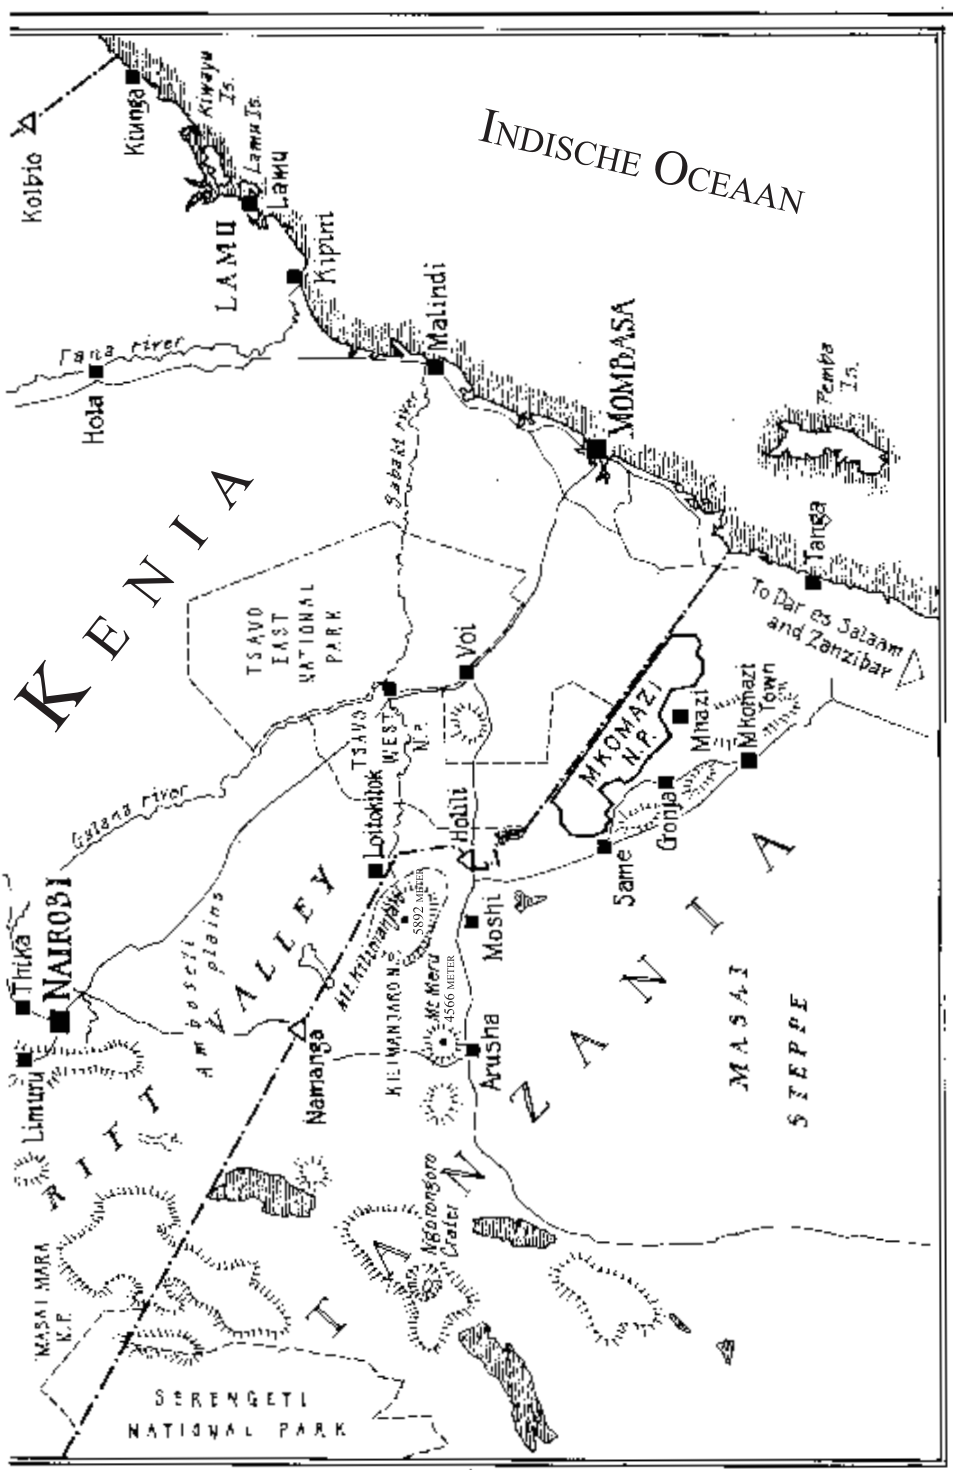 INDISCHE OCEAAN
Kolbio
Kiunga
Kiwayu
Is.
Lamu Is.
Lamu
LAMU
Kipini
Tana river
Hola
Malindi
Sabaki river
MOMBASA
Pemba
Is.
KENIA
TSAVO
EAST
NATIONAL
PARK
Voi
Tanga
To Dar es Salaam
and Zanzibar
TSAVO
WEST
N.P.
MKOMAZI
N.P.
Mnazi
Mkomazi
Town
Gonja
Same
Galana river
Loitokitok
Holili
Thika
NAIROBI
Limuru
Amboseli
plains
RIFT VALLEY
Mt Kilimanjaro
5892 METER
KILIMANJARO N.
Mt Meru
4566 METER
Moshi
Arusha
Namanga
TANZANIA
MASAI
STEPPE
Ngorongoro
Crater
MASAI MARA
N.P.
SERENGETI
NATIONAL PARK